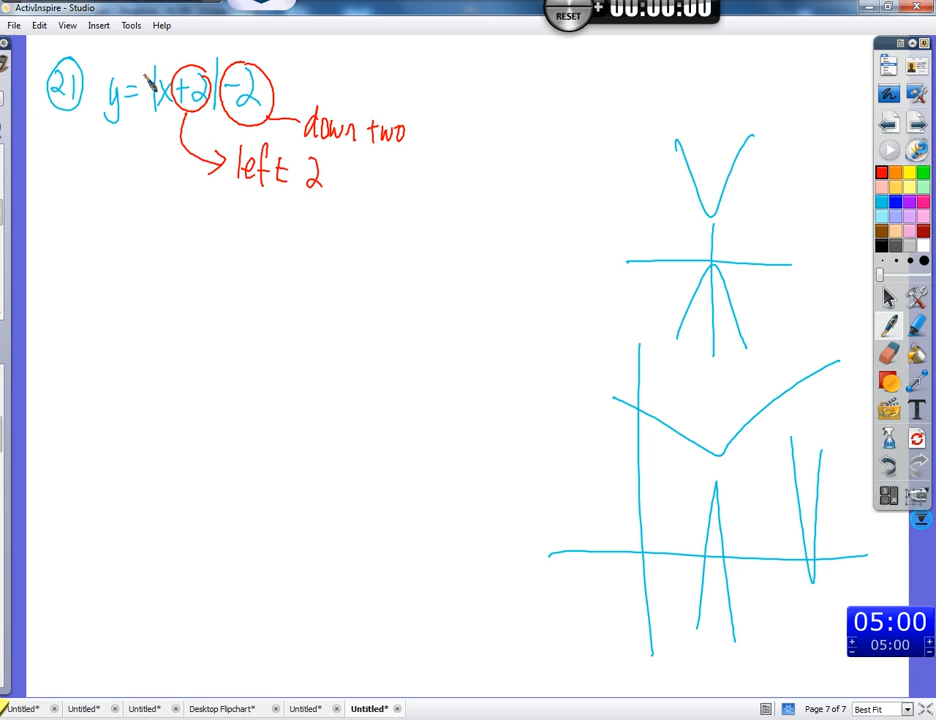 ActivInspire - Studio
RESET
00:00:00
File Edit View Insert Tools Help
21 y = |x+2| -2
down two
left 2
T
05:00
05:00
Untitled* Untitled* Untitled* Desktop Flipchart* Untitled* Untitled* Page 7 of 7 Best Fit